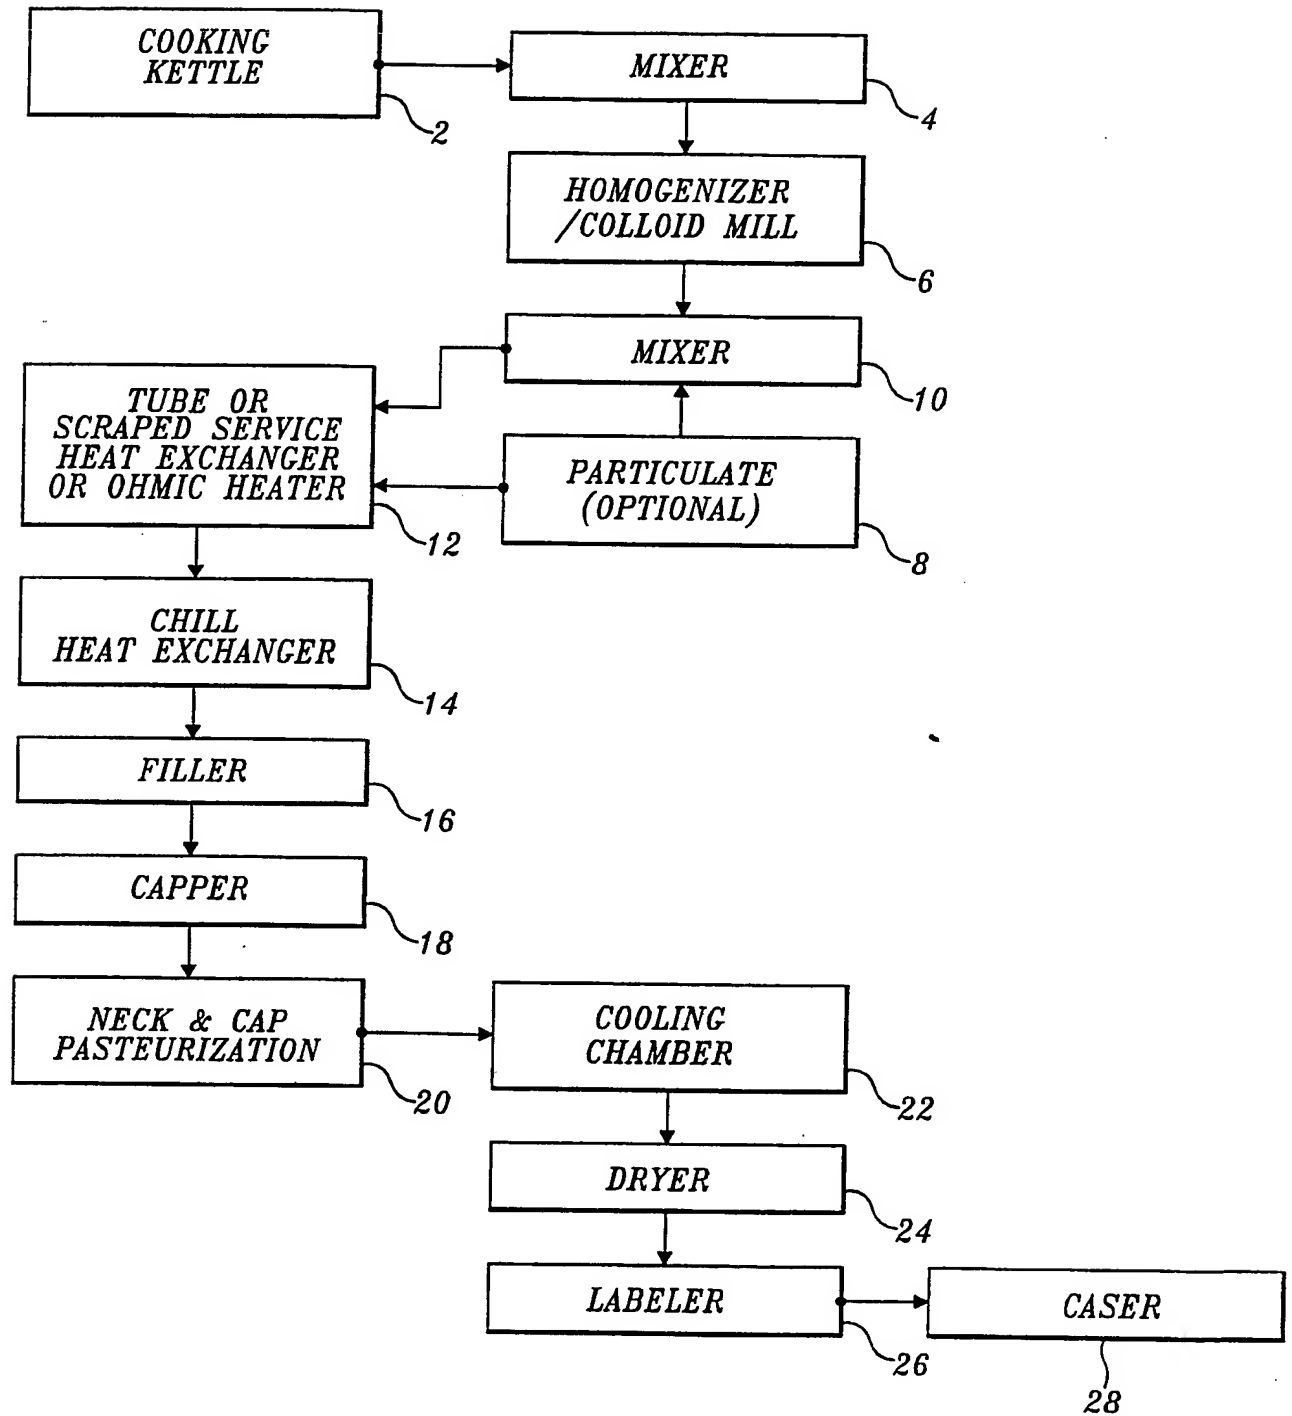 COOKING
KETTLE
2
MIXER
4
HOMOGENIZER
/COLLOID MILL
6
MIXER
10
TUBE OR
SCRAPED SERVICE
HEAT EXCHANGER
OR OHMIC HEATER
12
PARTICULATE
(OPTIONAL)
8
CHILL
HEAT EXCHANGER
14
FILLER
16
CAPPER
18
NECK & CAP
PASTEURIZATION
20
COOLING
CHAMBER
22
DRYER
24
LABELER
26
CASER
28